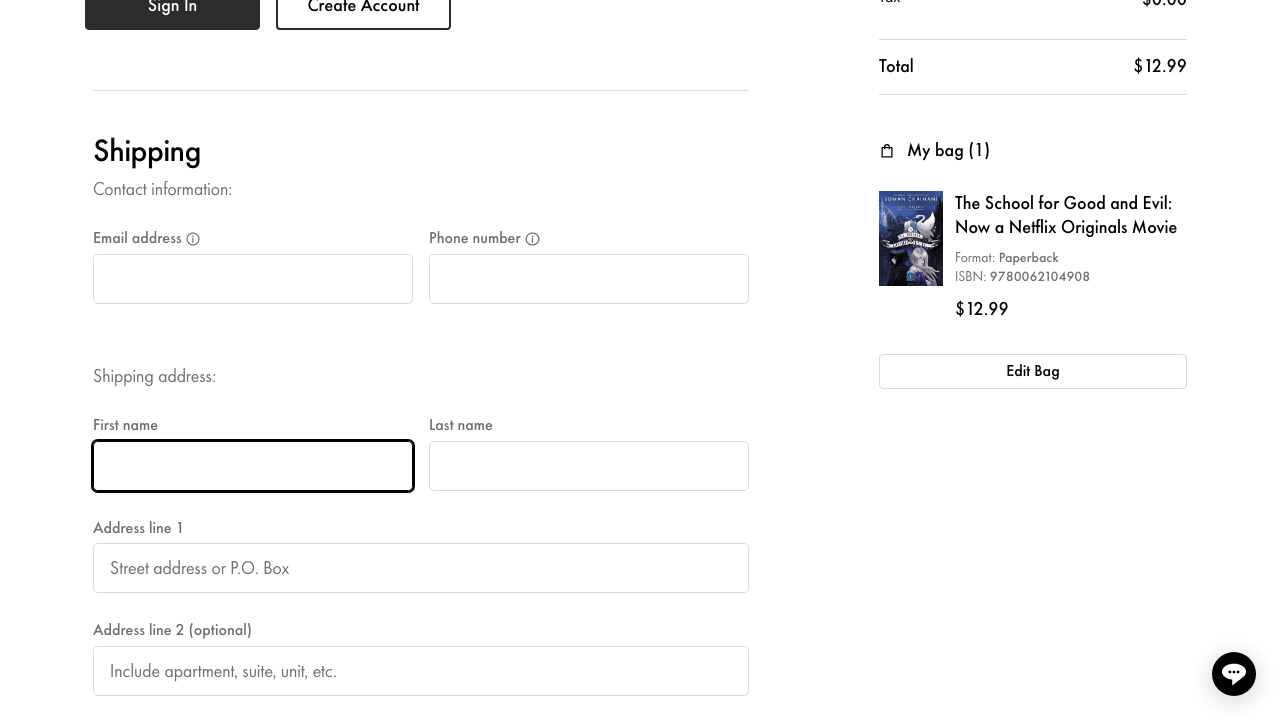 Sign In
Create Account
Tax
$0.00
Total
$12.99
Shipping
Contact information:
My bag (1)
The School for Good and Evil:
Now a Netflix Originals Movie
Format: Paperback
ISBN: 9780062104908
$12.99
Edit Bag
Email address
Phone number
Shipping address:
First name
Last name
Address line 1
Street address or P.O. Box
Address line 2 (optional)
Include apartment, suite, unit, etc.
SOMAN CHAINANI